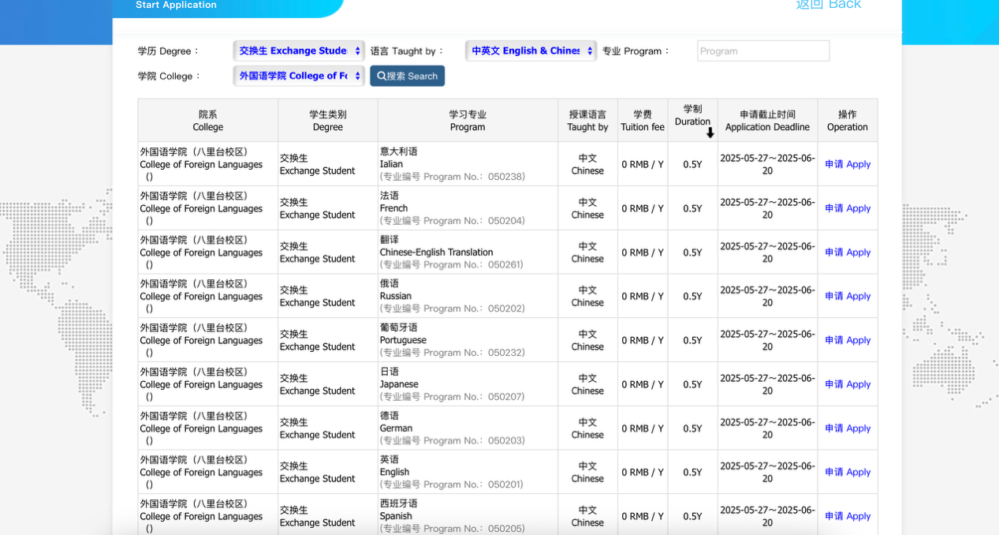 Start Application
返回 Back
学历 Degree：
交换生 Exchange Stude
语言 Taught by：
中英文 English & Chines
专业 Program：
Program
学院 College：
外国语学院 College of Fo
搜索 Search
院系
College
学生类别
Degree
学习专业
Program
授课语言
Taught by
学费
Tuition fee
学制
Duration
申请截止时间
Application Deadline
操作
Operation
外国语学院（八里台校区）
College of Foreign Languages
()
交换生
Exchange Student
意大利语
Ialian
(专业编号 Program No.：050238)
中文
Chinese
0 RMB / Y
0.5Y
2025-05-27～2025-06-
20
申请 Apply
外国语学院（八里台校区）
College of Foreign Languages
()
交换生
Exchange Student
法语
French
(专业编号 Program No.：050204)
中文
Chinese
0 RMB / Y
0.5Y
2025-05-27～2025-06-
20
申请 Apply
外国语学院（八里台校区）
College of Foreign Languages
()
交换生
Exchange Student
翻译
Chinese-English Translation
(专业编号 Program No.：050261)
中文
Chinese
0 RMB / Y
0.5Y
2025-05-27～2025-06-
20
申请 Apply
外国语学院（八里台校区）
College of Foreign Languages
()
交换生
Exchange Student
俄语
Russian
(专业编号 Program No.：050202)
中文
Chinese
0 RMB / Y
0.5Y
2025-05-27～2025-06-
20
申请 Apply
外国语学院（八里台校区）
College of Foreign Languages
()
交换生
Exchange Student
葡萄牙语
Portuguese
(专业编号 Program No.：050232)
中文
Chinese
0 RMB / Y
0.5Y
2025-05-27～2025-06-
20
申请 Apply
外国语学院（八里台校区）
College of Foreign Languages
()
交换生
Exchange Student
日语
Japanese
(专业编号 Program No.：050207)
中文
Chinese
0 RMB / Y
0.5Y
2025-05-27～2025-06-
20
申请 Apply
外国语学院（八里台校区）
College of Foreign Languages
()
交换生
Exchange Student
德语
German
(专业编号 Program No.：050203)
中文
Chinese
0 RMB / Y
0.5Y
2025-05-27～2025-06-
20
申请 Apply
外国语学院（八里台校区）
College of Foreign Languages
()
交换生
Exchange Student
英语
English
(专业编号 Program No.：050201)
中文
Chinese
0 RMB / Y
0.5Y
2025-05-27～2025-06-
20
申请 Apply
外国语学院（八里台校区）
College of Foreign Languages
()
交换生
Exchange Student
西班牙语
Spanish
(专业编号 Program No.：050205)
中文
Chinese
0 RMB / Y
0.5Y
2025-05-27～2025-06-
20
申请 Apply